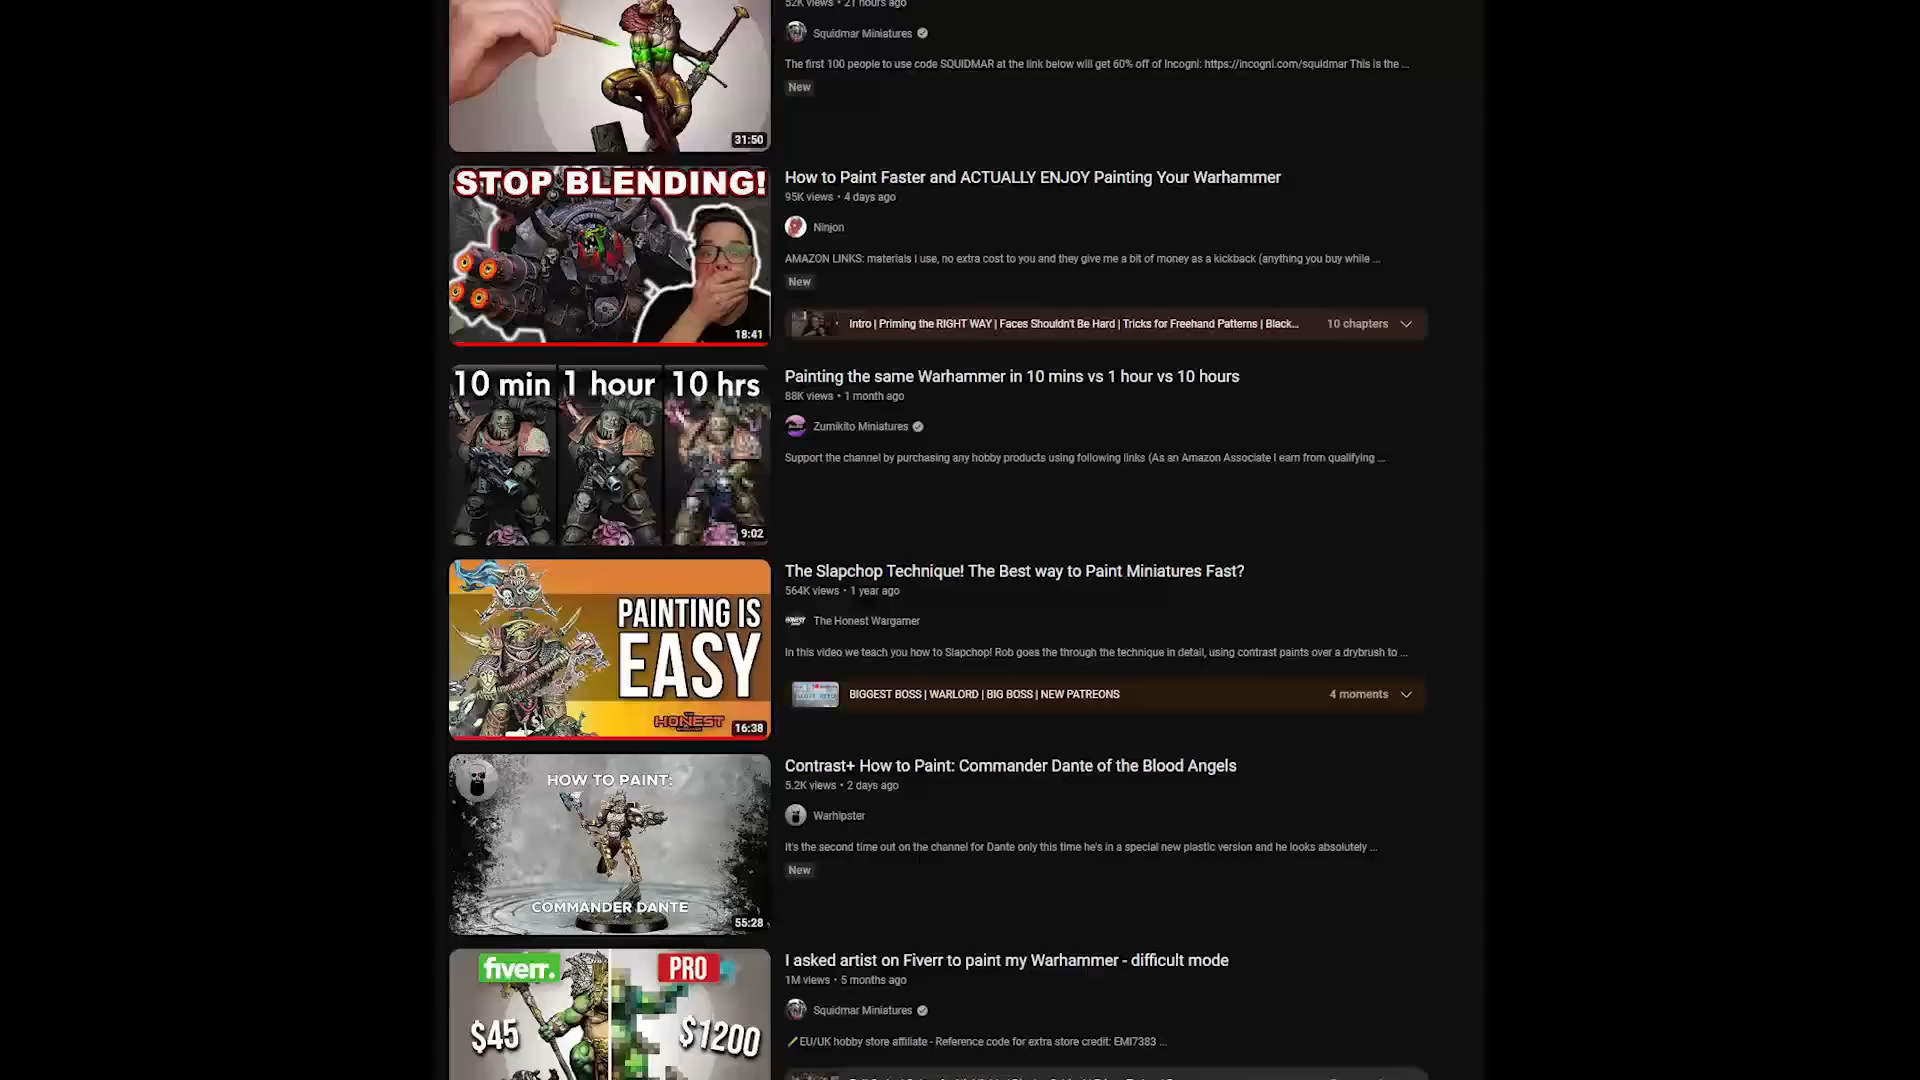 52K views • 21 hours ago
Squidmar Miniatures
The first 100 people to use code SQUIDMAR at the link below will get 60% off of Incogni: https://incogni.com/squidmar This is the ...
New
31:50
STOP BLENDING!
18:41
How to Paint Faster and ACTUALLY ENJOY Painting Your Warhammer
95K views • 4 days ago
Ninjon
AMAZON LINKS: materials i use, no extra cost to you and they give me a bit of money as a kickback (anything you buy while ...
New
Intro | Priming the RIGHT WAY | Faces Shouldn't Be Hard | Tricks for Freehand Patterns | Black...
10 chapters
10 min 1 hour 10 hrs
9:02
Painting the same Warhammer in 10 mins vs 1 hour vs 10 hours
88K views • 1 month ago
Zumikito Miniatures
Support the channel by purchasing any hobby products using following links (As an Amazon Associate I earn from qualifying ...
PAINTING IS
EASY
HONEST
16:38
The Slapchop Technique! The Best way to Paint Miniatures Fast?
564K views • 1 year ago
The Honest Wargamer
In this video we teach you how to Slapchop! Rob goes the through the technique in detail, using contrast paints over a drybrush to ...
BIGGEST BOSS | WARLORD | BIG BOSS | NEW PATREONS
4 moments
HOW TO PAINT:
COMMANDER DANTE
55:28
Contrast+ How to Paint: Commander Dante of the Blood Angels
5.2K views • 2 days ago
Warhipster
It's the second time out on the channel for Dante only this time he's in a special new plastic version and he looks absolutely ...
New
fiverr. PRO
$45 $1200
I asked artist on Fiverr to paint my Warhammer - difficult mode
1M views • 5 months ago
Squidmar Miniatures
EU/UK hobby store affiliate - Reference code for extra store credit: EMI7383 ...